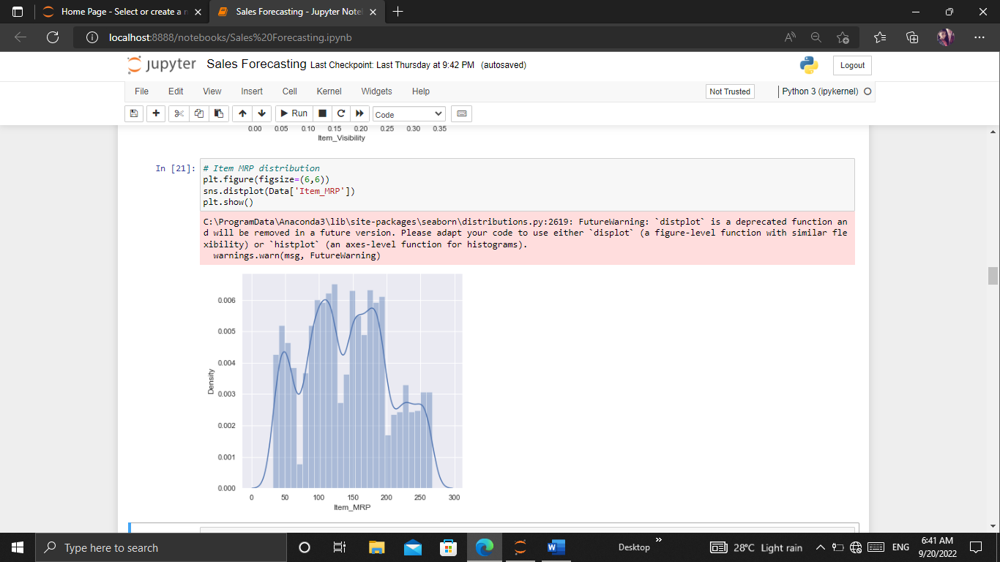 Home Page - Select or create a n
Sales Forecasting - Jupyter Note
localhost:8888/notebooks/Sales%20Forecasting.ipynb
jupyter Sales Forecasting Last Checkpoint: Last Thursday at 9:42 PM (autosaved)
Logout
File Edit View Insert Cell Kernel Widgets Help
Not Trusted
Python 3 (ipykernel)
Run
Code
0.00 0.05 0.10 0.15 0.20 0.25 0.30 0.35
Item_Visibility
In [21]:
# Item MRP distribution
plt.figure(figsize=(6,6))
sns.distplot(Data['Item_MRP'])
plt.show()
C:\ProgramData\Anaconda3\lib\site-packages\seaborn\distributions.py:2619: FutureWarning: `distplot` is a deprecated function an
d will be removed in a future version. Please adapt your code to use either `displot` (a figure-level function with similar fle
xibility) or `histplot` (an axes-level function for histograms).
warnings.warn(msg, FutureWarning)
0.006
0.005
0.004
0.003
0.002
0.001
0.000
Density
0 50 100 150 200 250 300
Item_MRP
Type here to search
Desktop
28°C Light rain
ENG
6:41 AM
9/20/2022